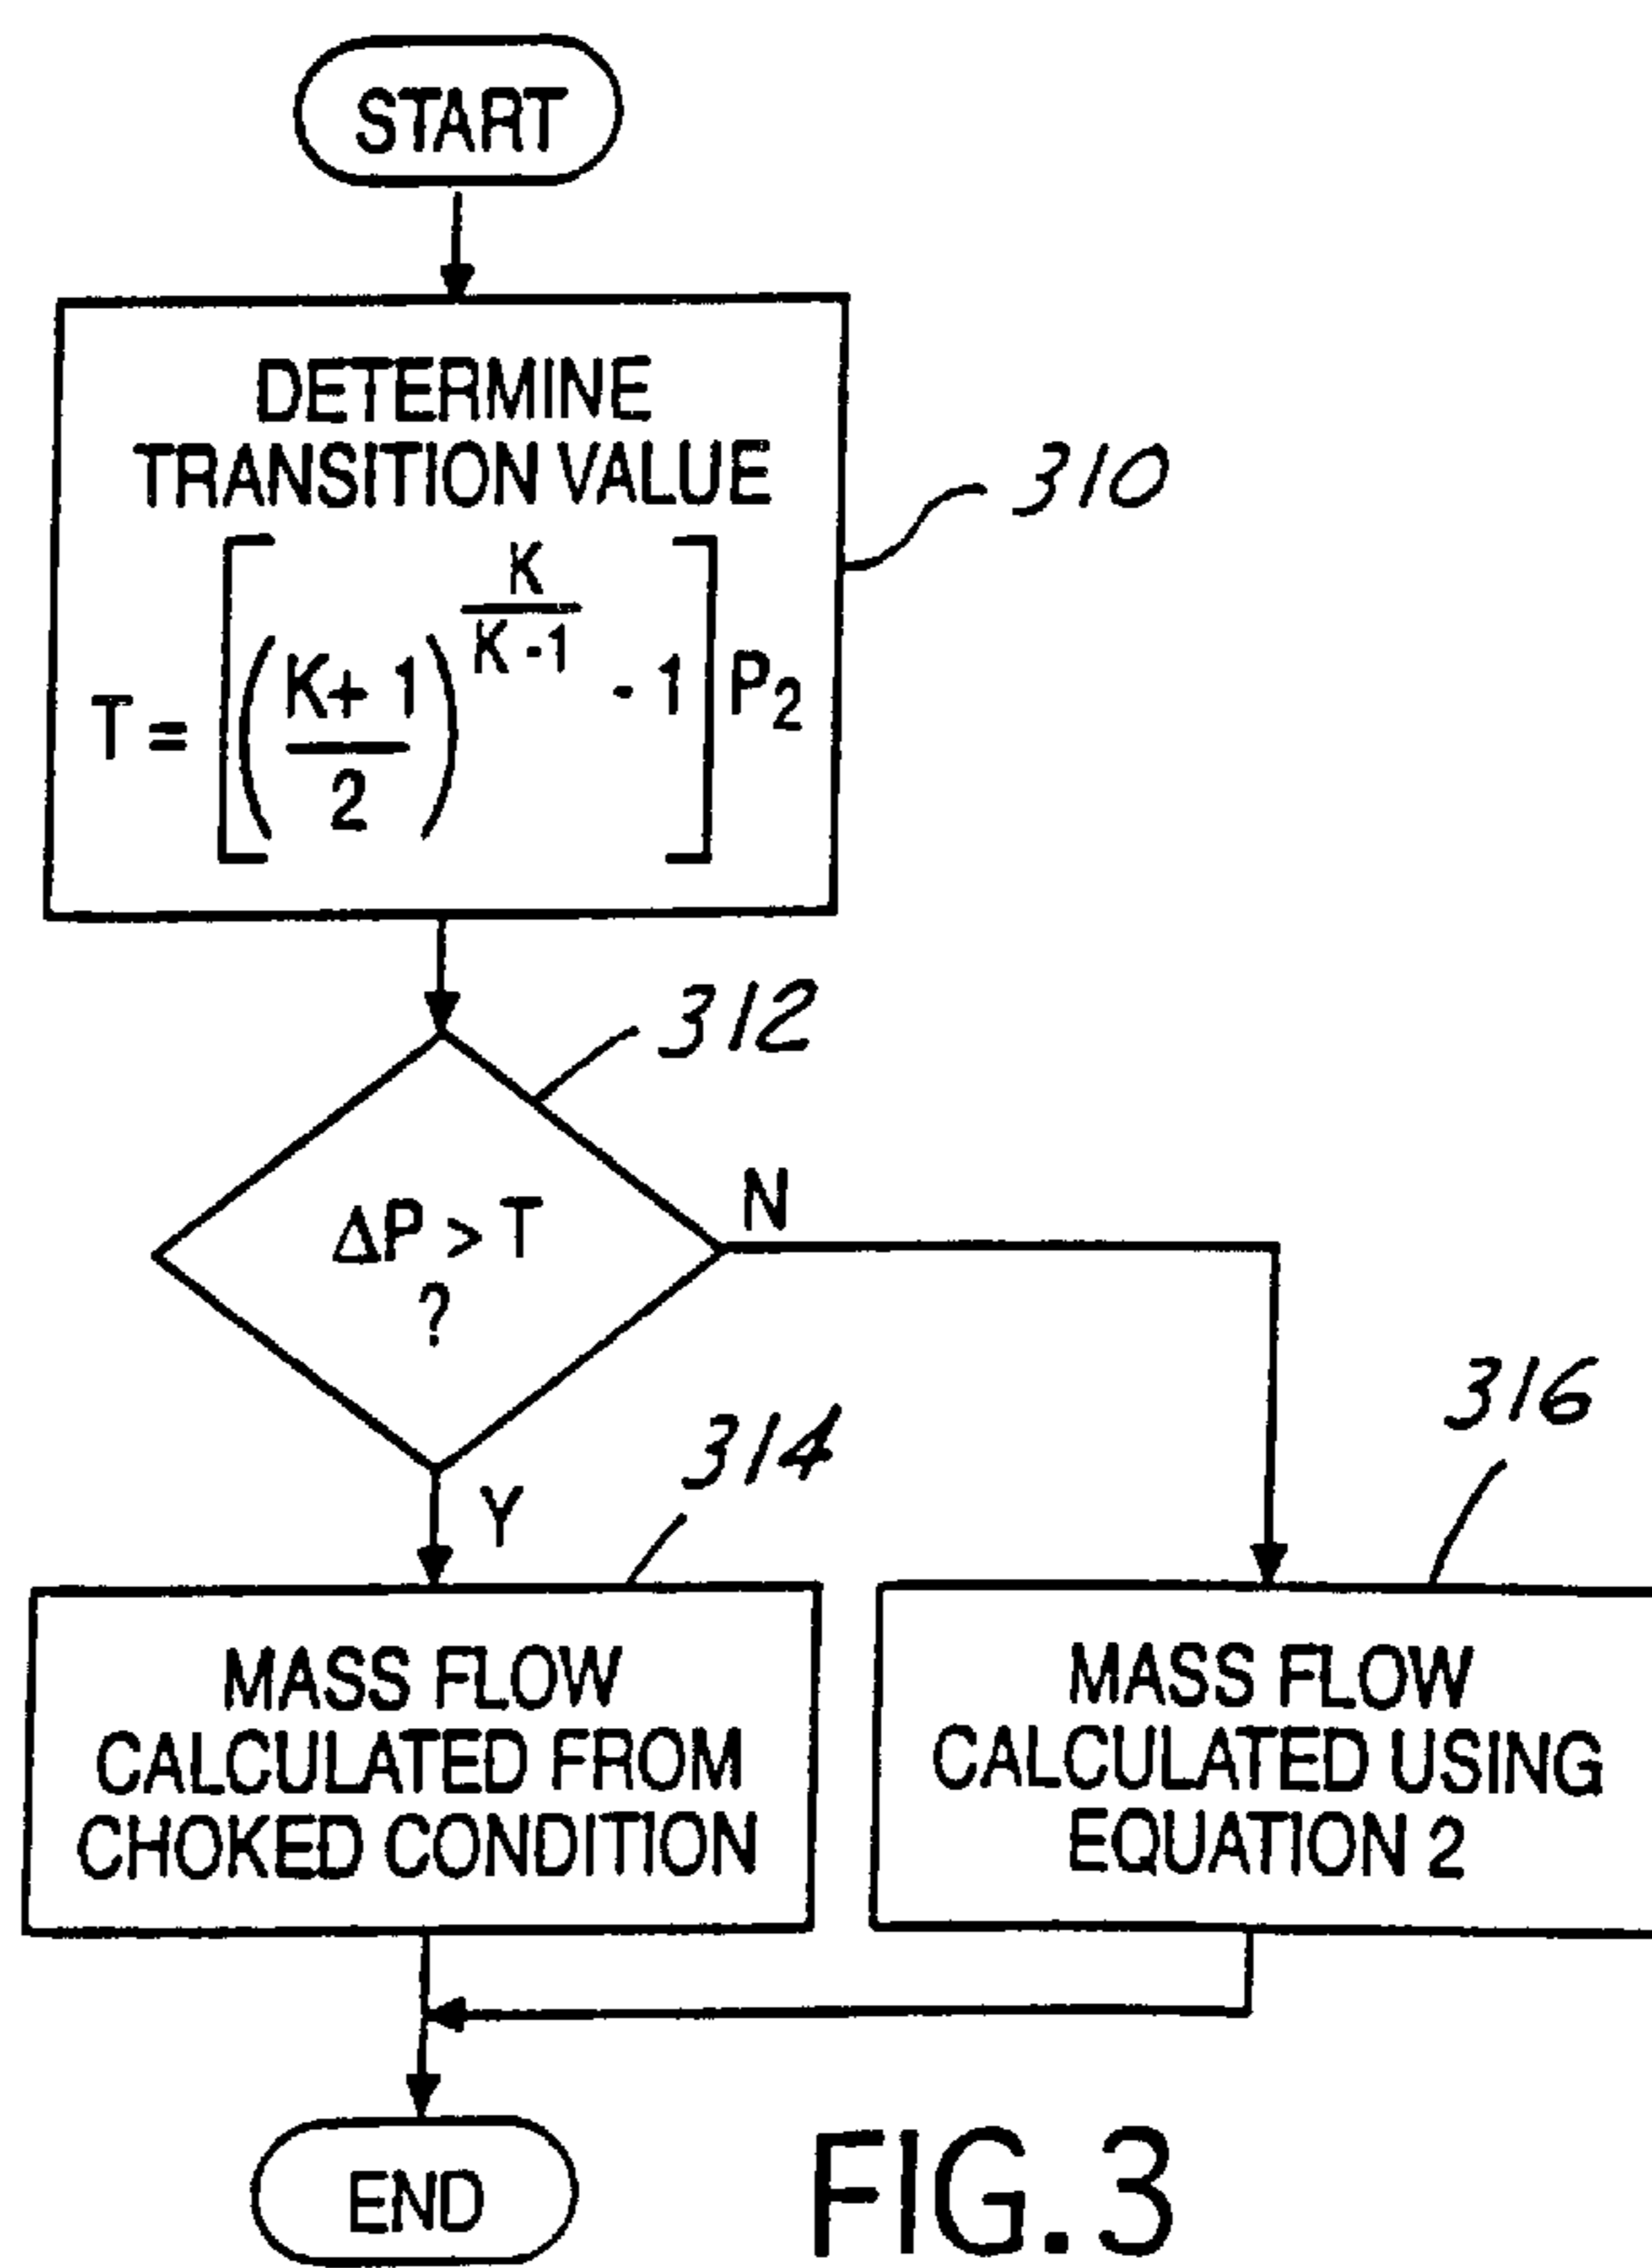 START
DETERMINE
TRANSITION VALUE
T = [ ( (K+1)/2 )^(K/(K-1)) - 1 ] P₂
310
312
ΔP > T
?
N
Y
314
316
MASS FLOW
CALCULATED FROM
CHOKED CONDITION
MASS FLOW
CALCULATED USING
EQUATION 2
END
FIG. 3